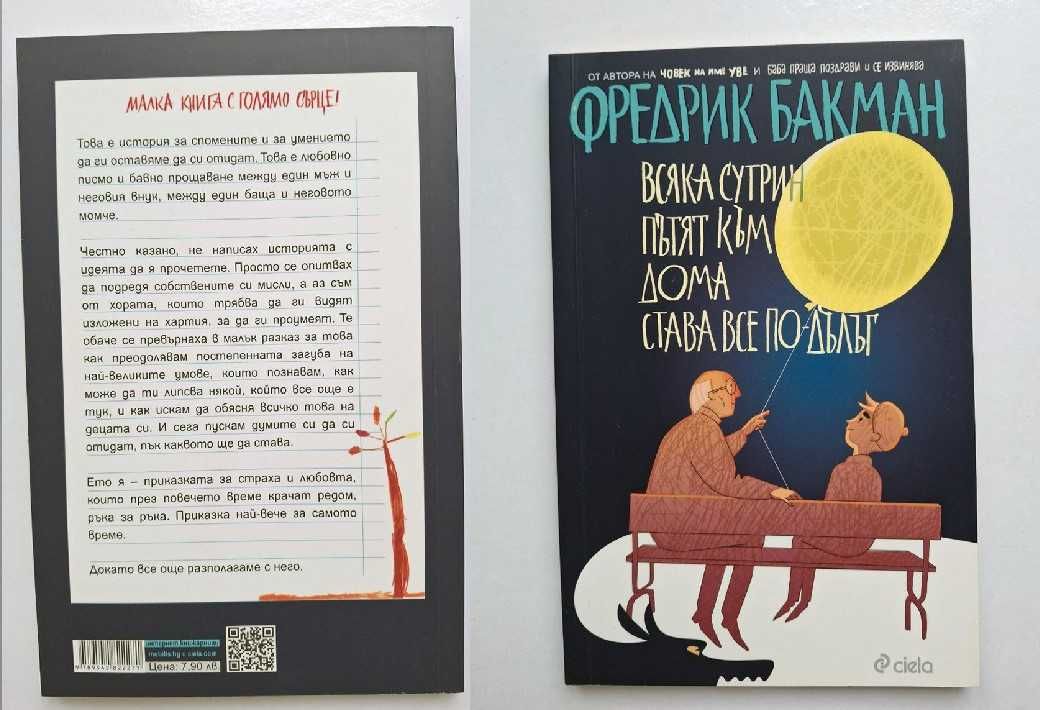 МАЛКА КНИГА С ГОЛЯМО СЪРЦЕ!
Това е история за спомените и за умението
да ги оставяме да си отидат. Това е любовно
писмо и бавно прощаване между един мъж и
неговия внук, между един баща и неговото
момче.
Честно казано, не написах историята с
идеята да я прочетете. Просто се опитвах
да подредя собствените си мисли, а аз съм
от хората, които трябва да ги видят
изложени на хартия, за да ги проумеят. Те
обаче се превърнаха в малък разказ за това
как преодолявам постепенната загуба на
най-великите умове, които познавам, как
може да ти липсва някой, който все още е
тук, и как искам да обясня всичко това на
децата си. И сега пускам думите си да си
отидат, пък каквото ще да става.
Ето я – приказката за страха и любовта,
които през повечето време крачат редом,
ръка за ръка. Приказка най-вече за самото
време.
Докато все още разполагаме с него.
интернет книжарница
Цена: 7,90 лв
ОТ АВТОРА НА ЧОВЕК НА ИМЕ УВЕ И БАБА ПРАЩА ПОЗДРАВИ И СЕ ИЗВИНЯВА
ФРЕДРИК БАКМАН
ВСЯКА СУТРИН
ПЪТЯТ КЪМ
ДОМА
СТАВА ВСЕ ПО-ДЪЛЪГ
ciela